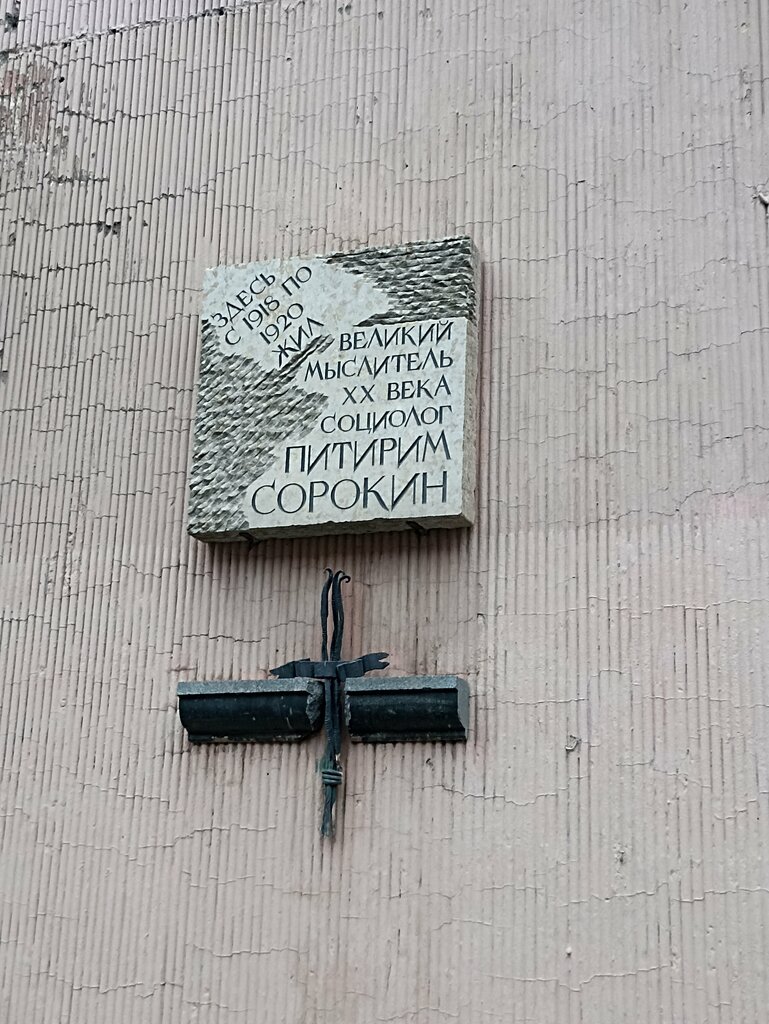 ЗДЕСЬ
С 1918 ПО
1920
ЖИЛ
ВЕЛИКИЙ
МЫСЛИТЕЛЬ
XX ВЕКА
СОЦИОЛОГ
ПИТИРИМ
СОРОКИН